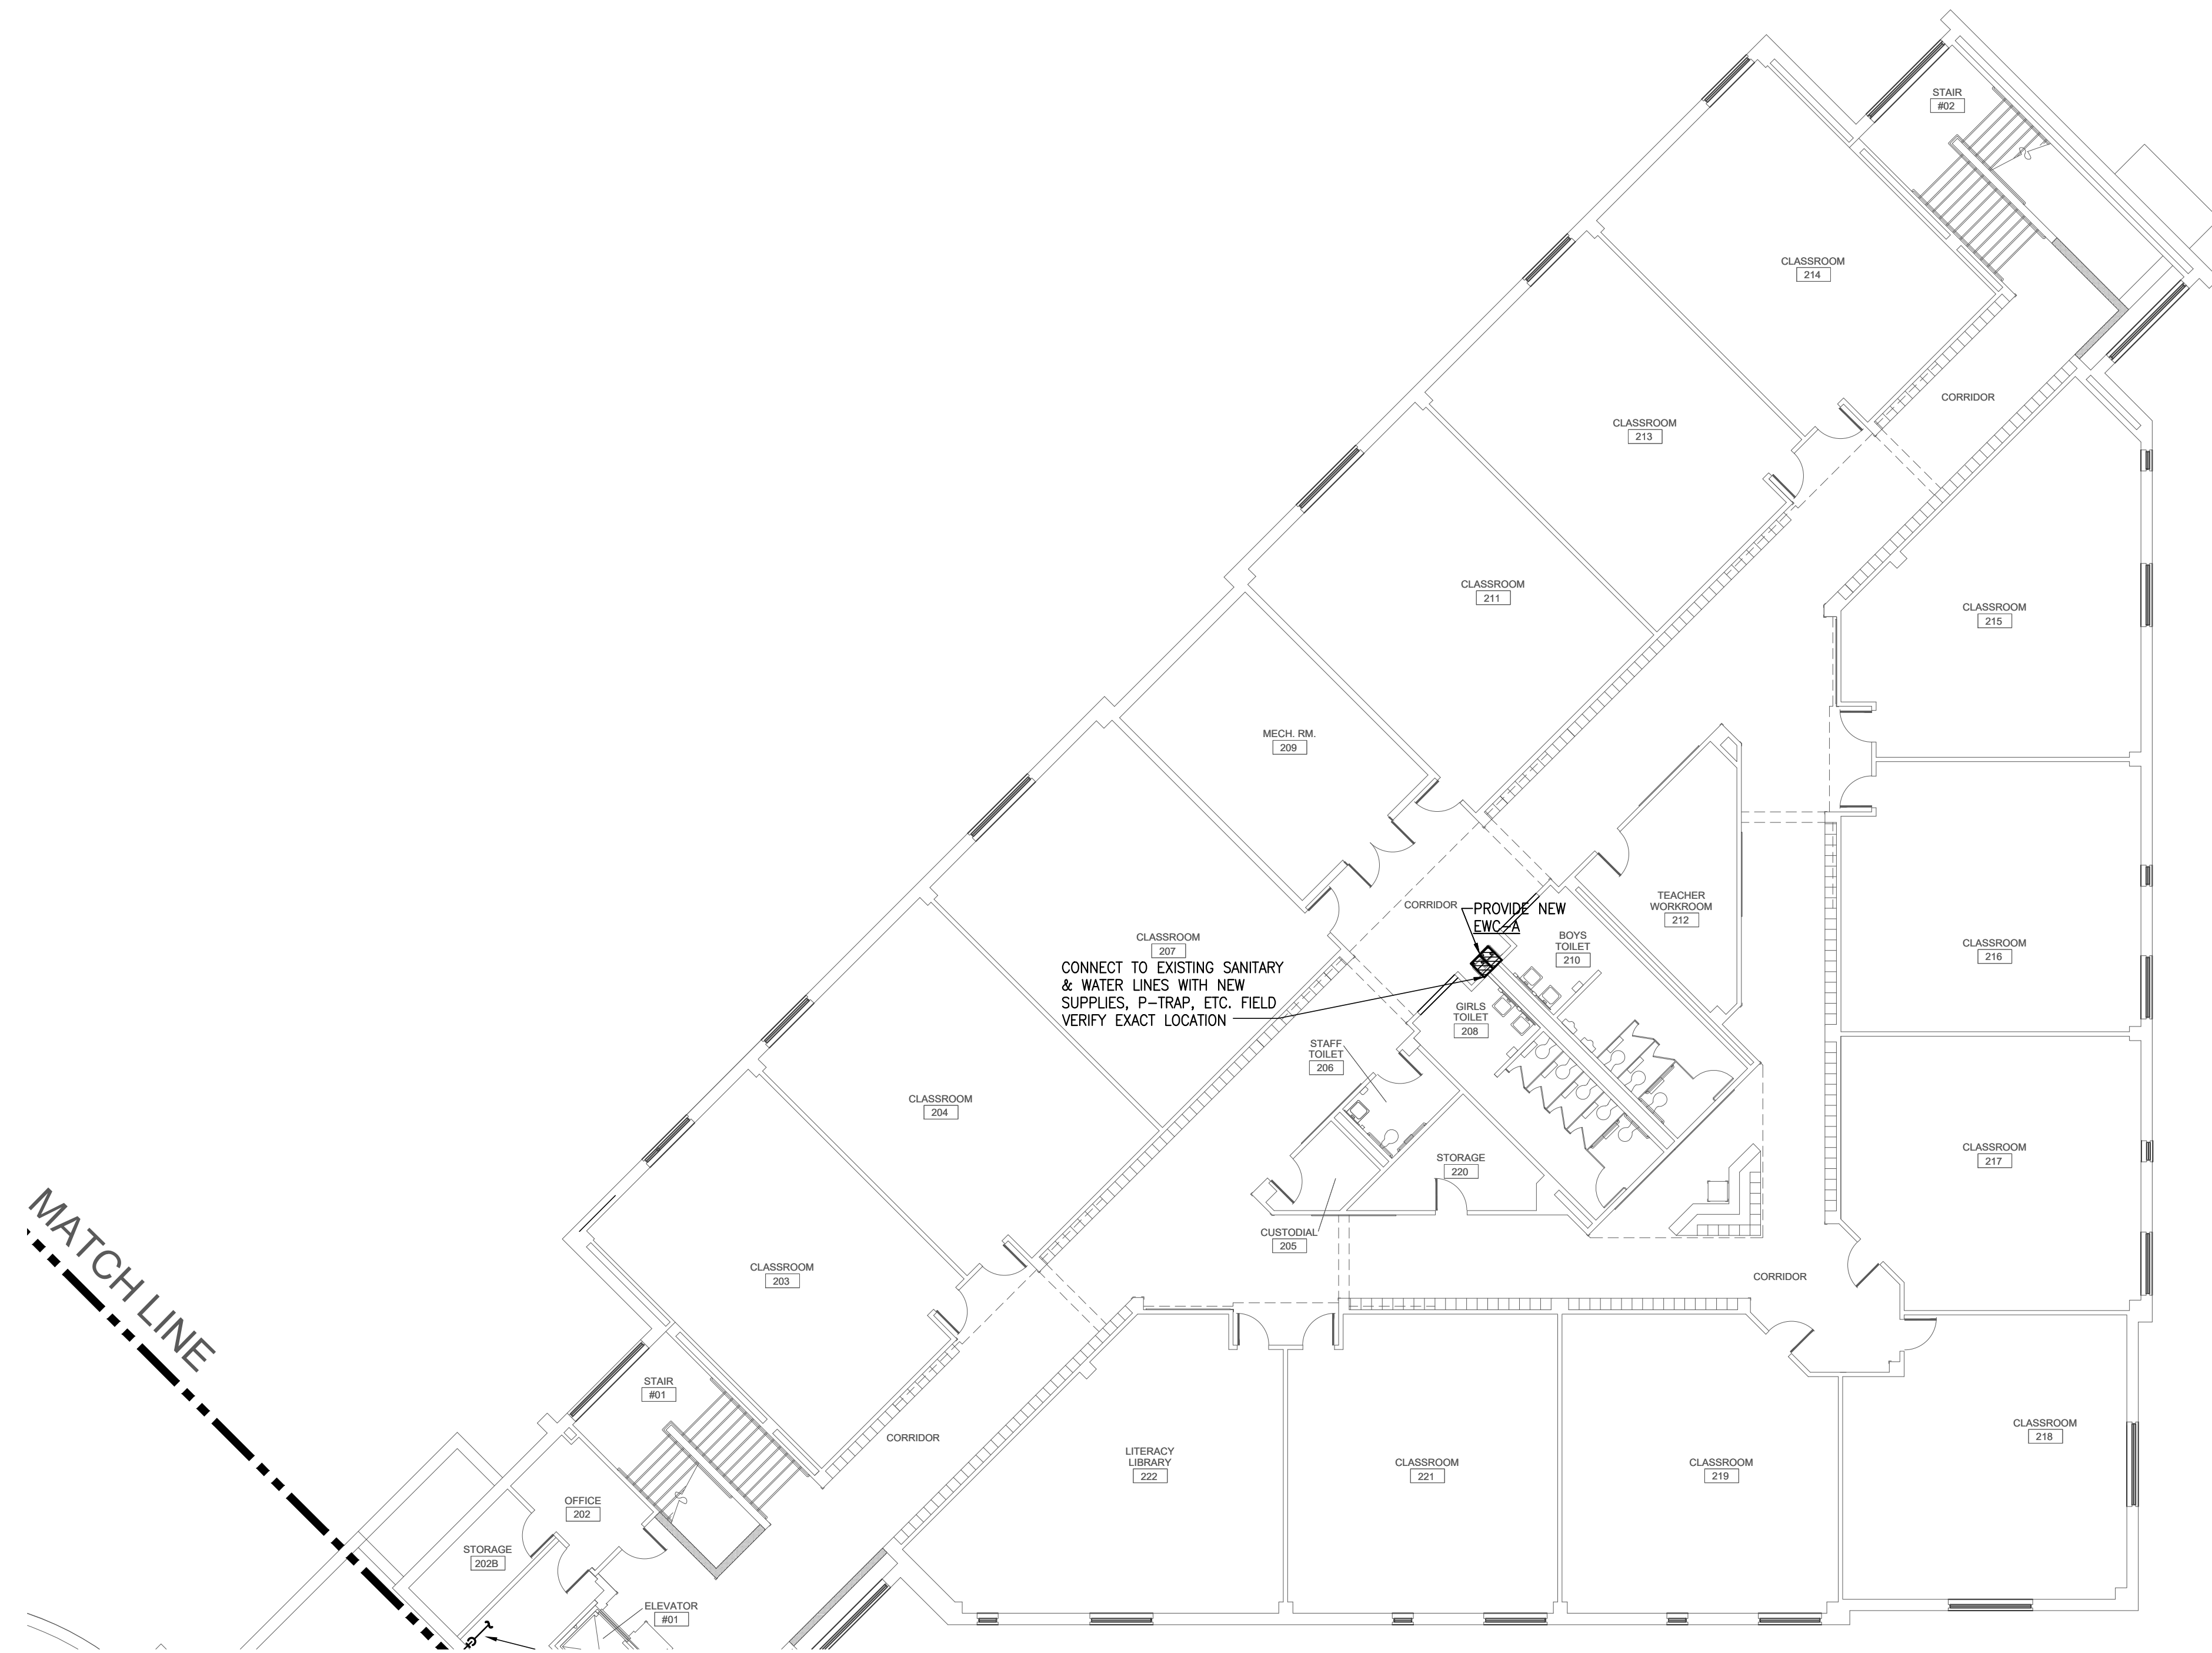 STAIR
#02
CLASSROOM
214
CORRIDOR
CLASSROOM
213
CLASSROOM
211
CLASSROOM
215
MECH. RM.
209
TEACHER
WORKROOM
212
CORRIDOR
PROVIDE NEW
EWC-A
BOYS
TOILET
210
CLASSROOM
207
CLASSROOM
216
CONNECT TO EXISTING SANITARY
& WATER LINES WITH NEW
SUPPLIES, P-TRAP, ETC. FIELD
VERIFY EXACT LOCATION
GIRLS
TOILET
208
STAFF
TOILET
206
CLASSROOM
204
CLASSROOM
217
STORAGE
220
CUSTODIAL
205
CLASSROOM
203
CORRIDOR
MATCH LINE
STAIR
#01
CORRIDOR
LITERACY
LIBRARY
222
CLASSROOM
221
CLASSROOM
219
CLASSROOM
218
OFFICE
202
STORAGE
202B
ELEVATOR
#01